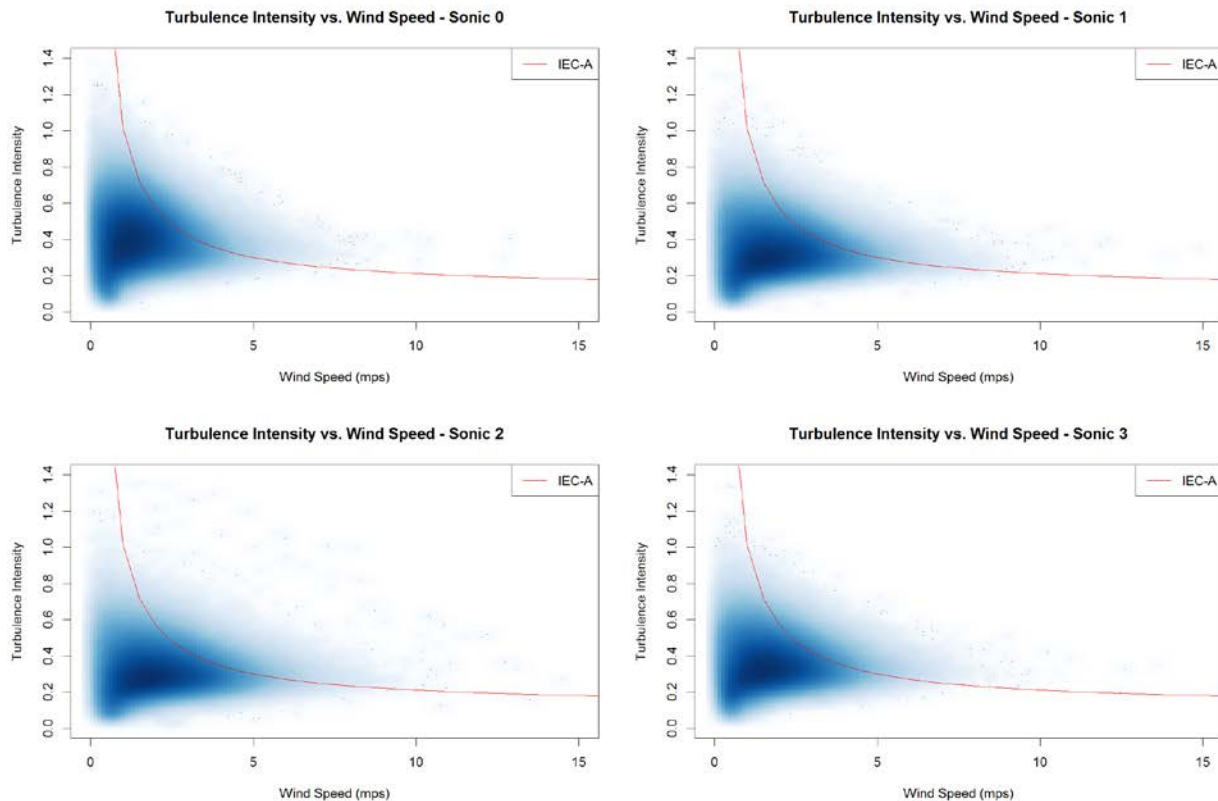 Turbulence Intensity vs. Wind Speed - Sonic 0
IEC-A
Turbulence Intensity
1.4
1.2
1.0
0.8
0.6
0.4
0.2
0.0
0 5 10 15
Wind Speed (mps)
Turbulence Intensity vs. Wind Speed - Sonic 1
IEC-A
Turbulence Intensity
1.4
1.2
1.0
0.8
0.6
0.4
0.2
0.0
0 5 10 15
Wind Speed (mps)
Turbulence Intensity vs. Wind Speed - Sonic 2
IEC-A
Turbulence Intensity
1.4
1.2
1.0
0.8
0.6
0.4
0.2
0.0
0 5 10 15
Wind Speed (mps)
Turbulence Intensity vs. Wind Speed - Sonic 3
IEC-A
Turbulence Intensity
1.4
1.2
1.0
0.8
0.6
0.4
0.2
0.0
0 5 10 15
Wind Speed (mps)